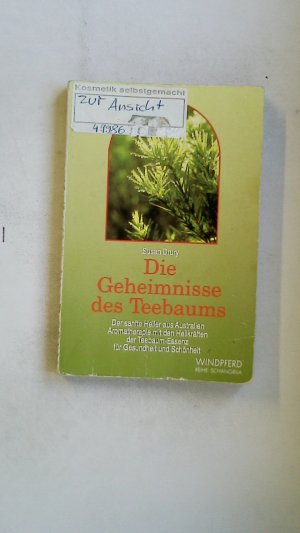 Kosmetik selbstgemacht
zur Ansicht
Susan Drury
Die
Geheimnisse
des Teebaums
Der sanfte Helfer aus Australien
Aromatherapie mit den Heilkräften
der Teebaum-Essenz
für Gesundheit und Schönheit
WINDPFERD
REIHE SCHANGRILA